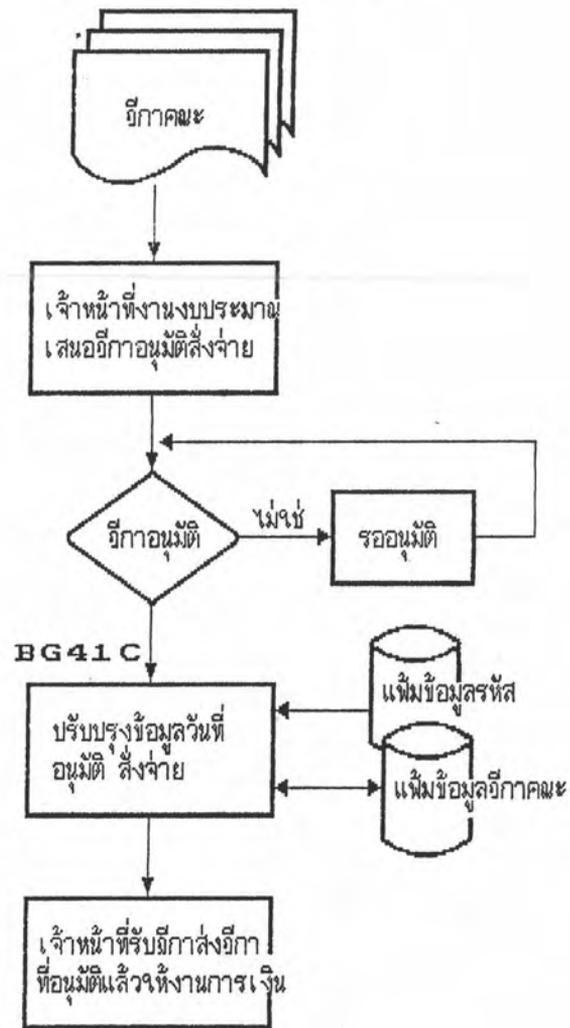 ฎีกาคณะ
เจ้าหน้าที่งานงบประมาณ
เสนอฎีกาอนุมัติสั่งจ่าย
ฎีกาอนุมัติ
ไม่ใช่
รออนุมัติ
BG41C
ปรับปรุงข้อมูลวันที่
อนุมัติ สั่งจ่าย
แฟ้มข้อมูลรหัส
แฟ้มข้อมูลฎีกาคณะ
เจ้าหน้าที่รับฎีกาส่งฎีกา
ที่อนุมัติแล้วให้งานการเงิน